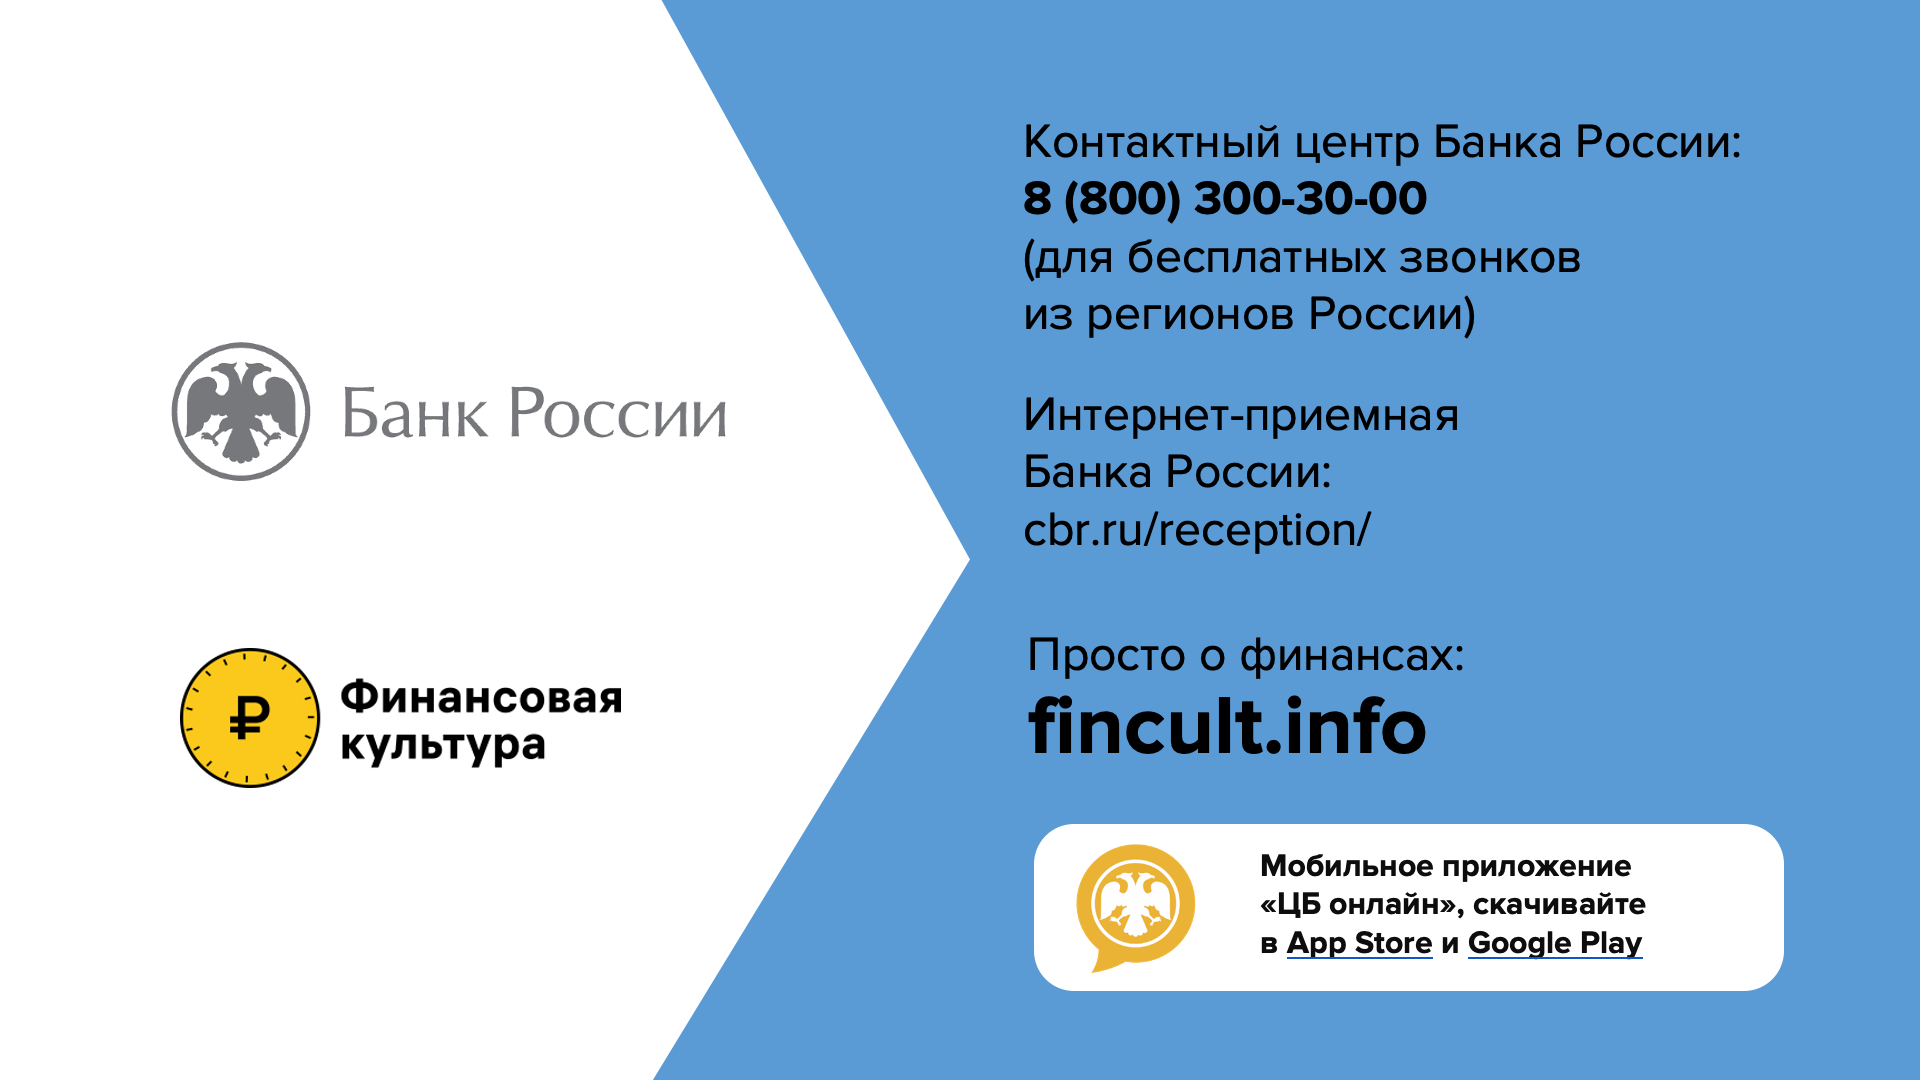 Банк России
₽
Финансовая
культура
Контактный центр Банка России:
8 (800) 300-30-00
(для бесплатных звонков
из регионов России)
Интернет-приемная
Банка России:
cbr.ru/reception/
Просто о финансах:
fincult.info
Мобильное приложение
«ЦБ онлайн», скачивайте
в App Store и Google Play